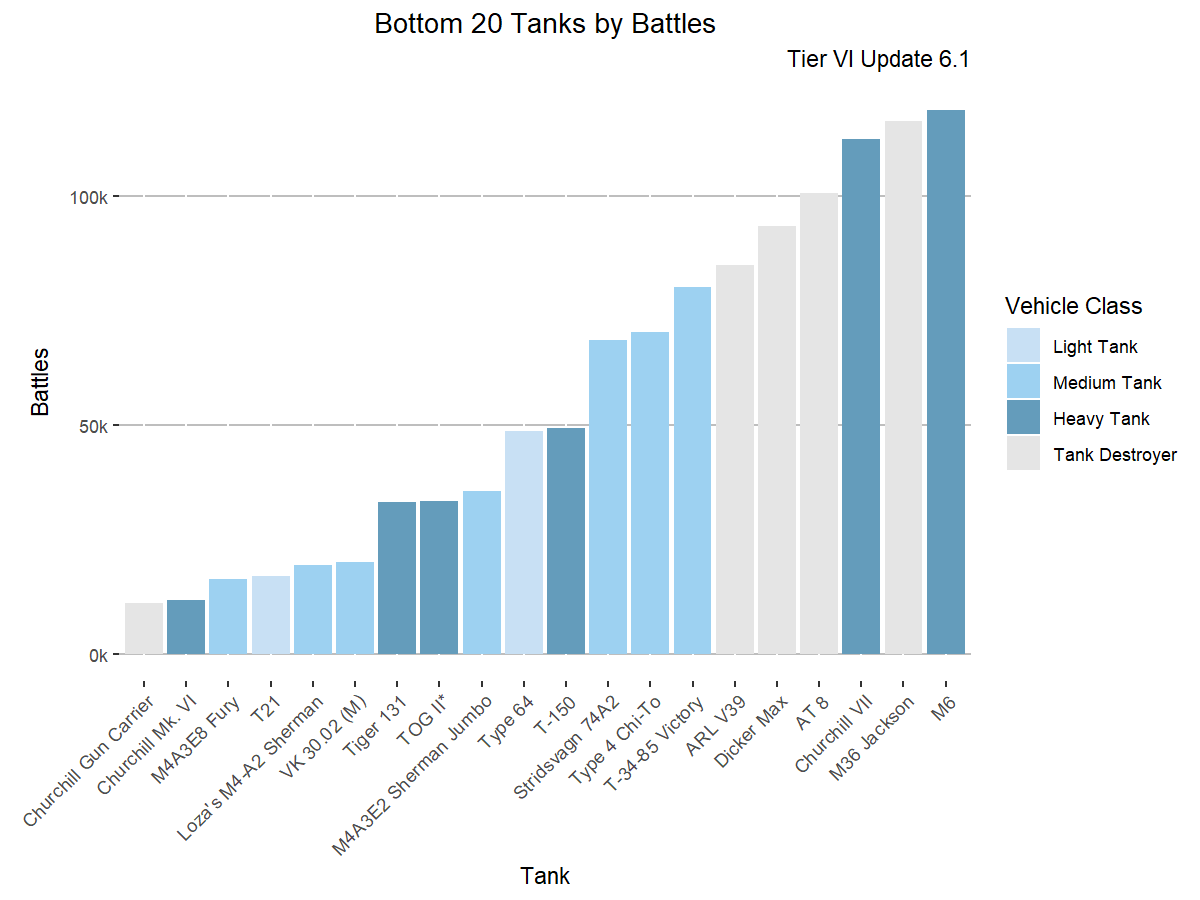 Bottom 20 Tanks by Battles
Tier VI Update 6.1
Battles
100k
50k
0k
Churchill Gun Carrier
Churchill Mk. VI
M4A3E8 Fury
T21
Loza's M4-A2 Sherman
VK 30.02 (M)
Tiger 131
TOG II*
M4A3E2 Sherman Jumbo
Type 64
T-150
Stridsvagn 74A2
Type 4 Chi-To
T-34-85 Victory
ARL V39
Dicker Max
AT 8
Churchill VII
M36 Jackson
M6
Tank
Vehicle Class
Light Tank
Medium Tank
Heavy Tank
Tank Destroyer